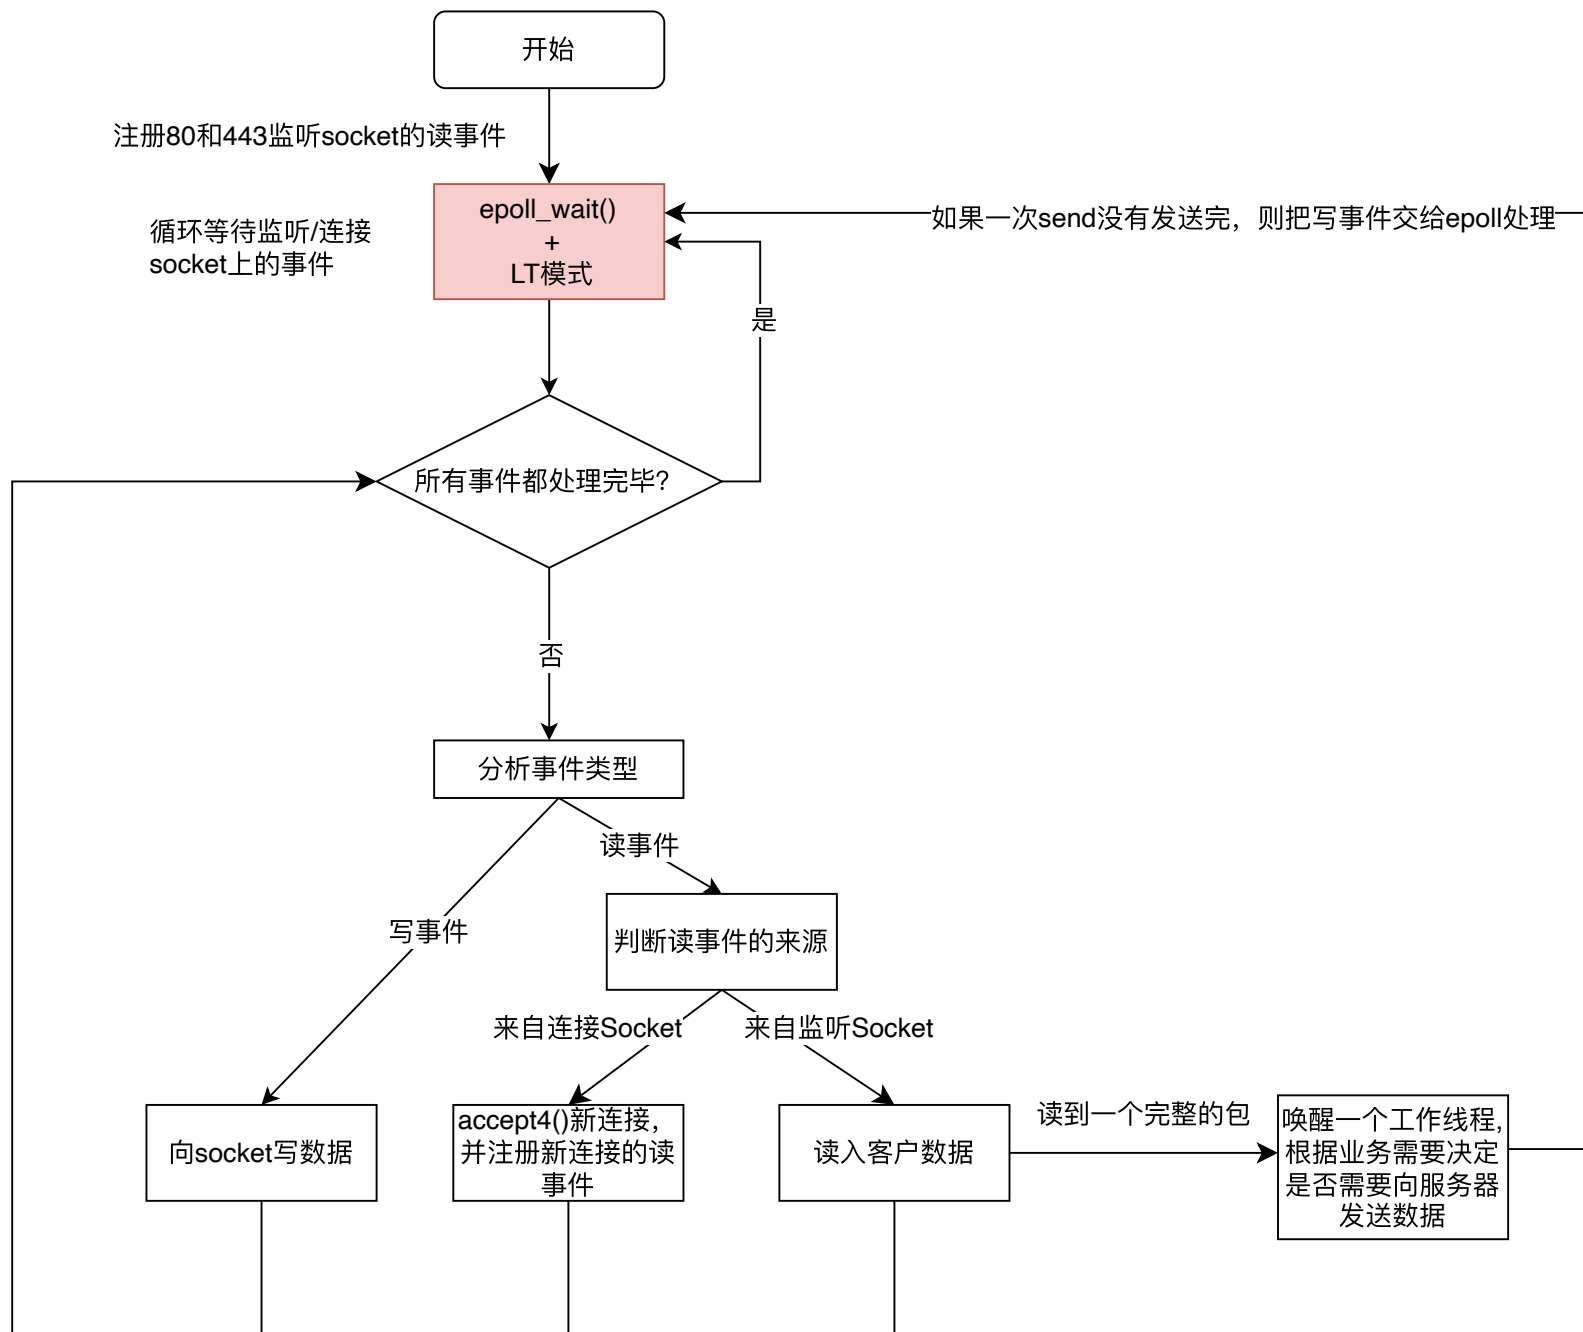 开始
注册80和443监听socket的读事件
epoll_wait()
+
LT模式
循环等待监听/连接
socket上的事件
如果一次send没有发送完，则把写事件交给epoll处理
是
所有事件都处理完毕？
否
分析事件类型
读事件
写事件
判断读事件的来源
来自连接Socket
来自监听Socket
向socket写数据
accept4()新连接，
并注册新连接的读
事件
读入客户数据
读到一个完整的包
唤醒一个工作线程,
根据业务需要决定
是否需要向服务器
发送数据